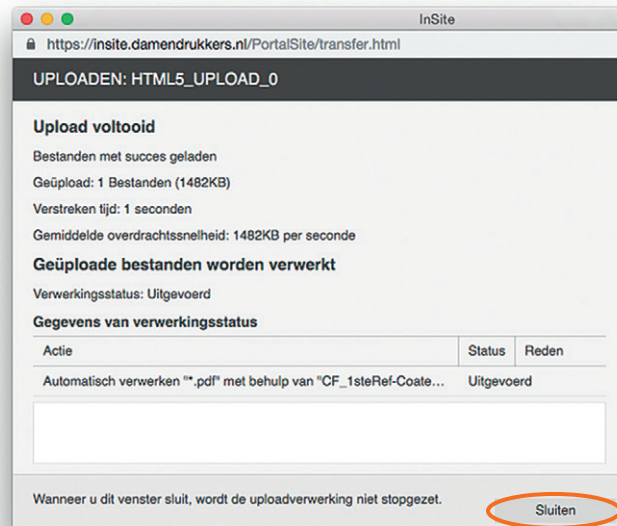 InSite
https://insite.damendrukkers.nl/PortalSite/transfer.html
UPLOADEN: HTML5_UPLOAD_0
Upload voltooid
Bestanden met succes geladen
Geüpload: 1 Bestanden (1482KB)
Verstreken tijd: 1 seconden
Gemiddelde overdrachtssnelheid: 1482KB per seconde
Geüploade bestanden worden verwerkt
Verwerkingsstatus: Uitgevoerd
Gegevens van verwerkingsstatus
Actie Status Reden
Automatisch verwerken "*.pdf" met behulp van "CF_1steRef-Coate... Uitgevoerd
Wanneer u dit venster sluit, wordt de uploadverwerking niet stopgezet.
Sluiten